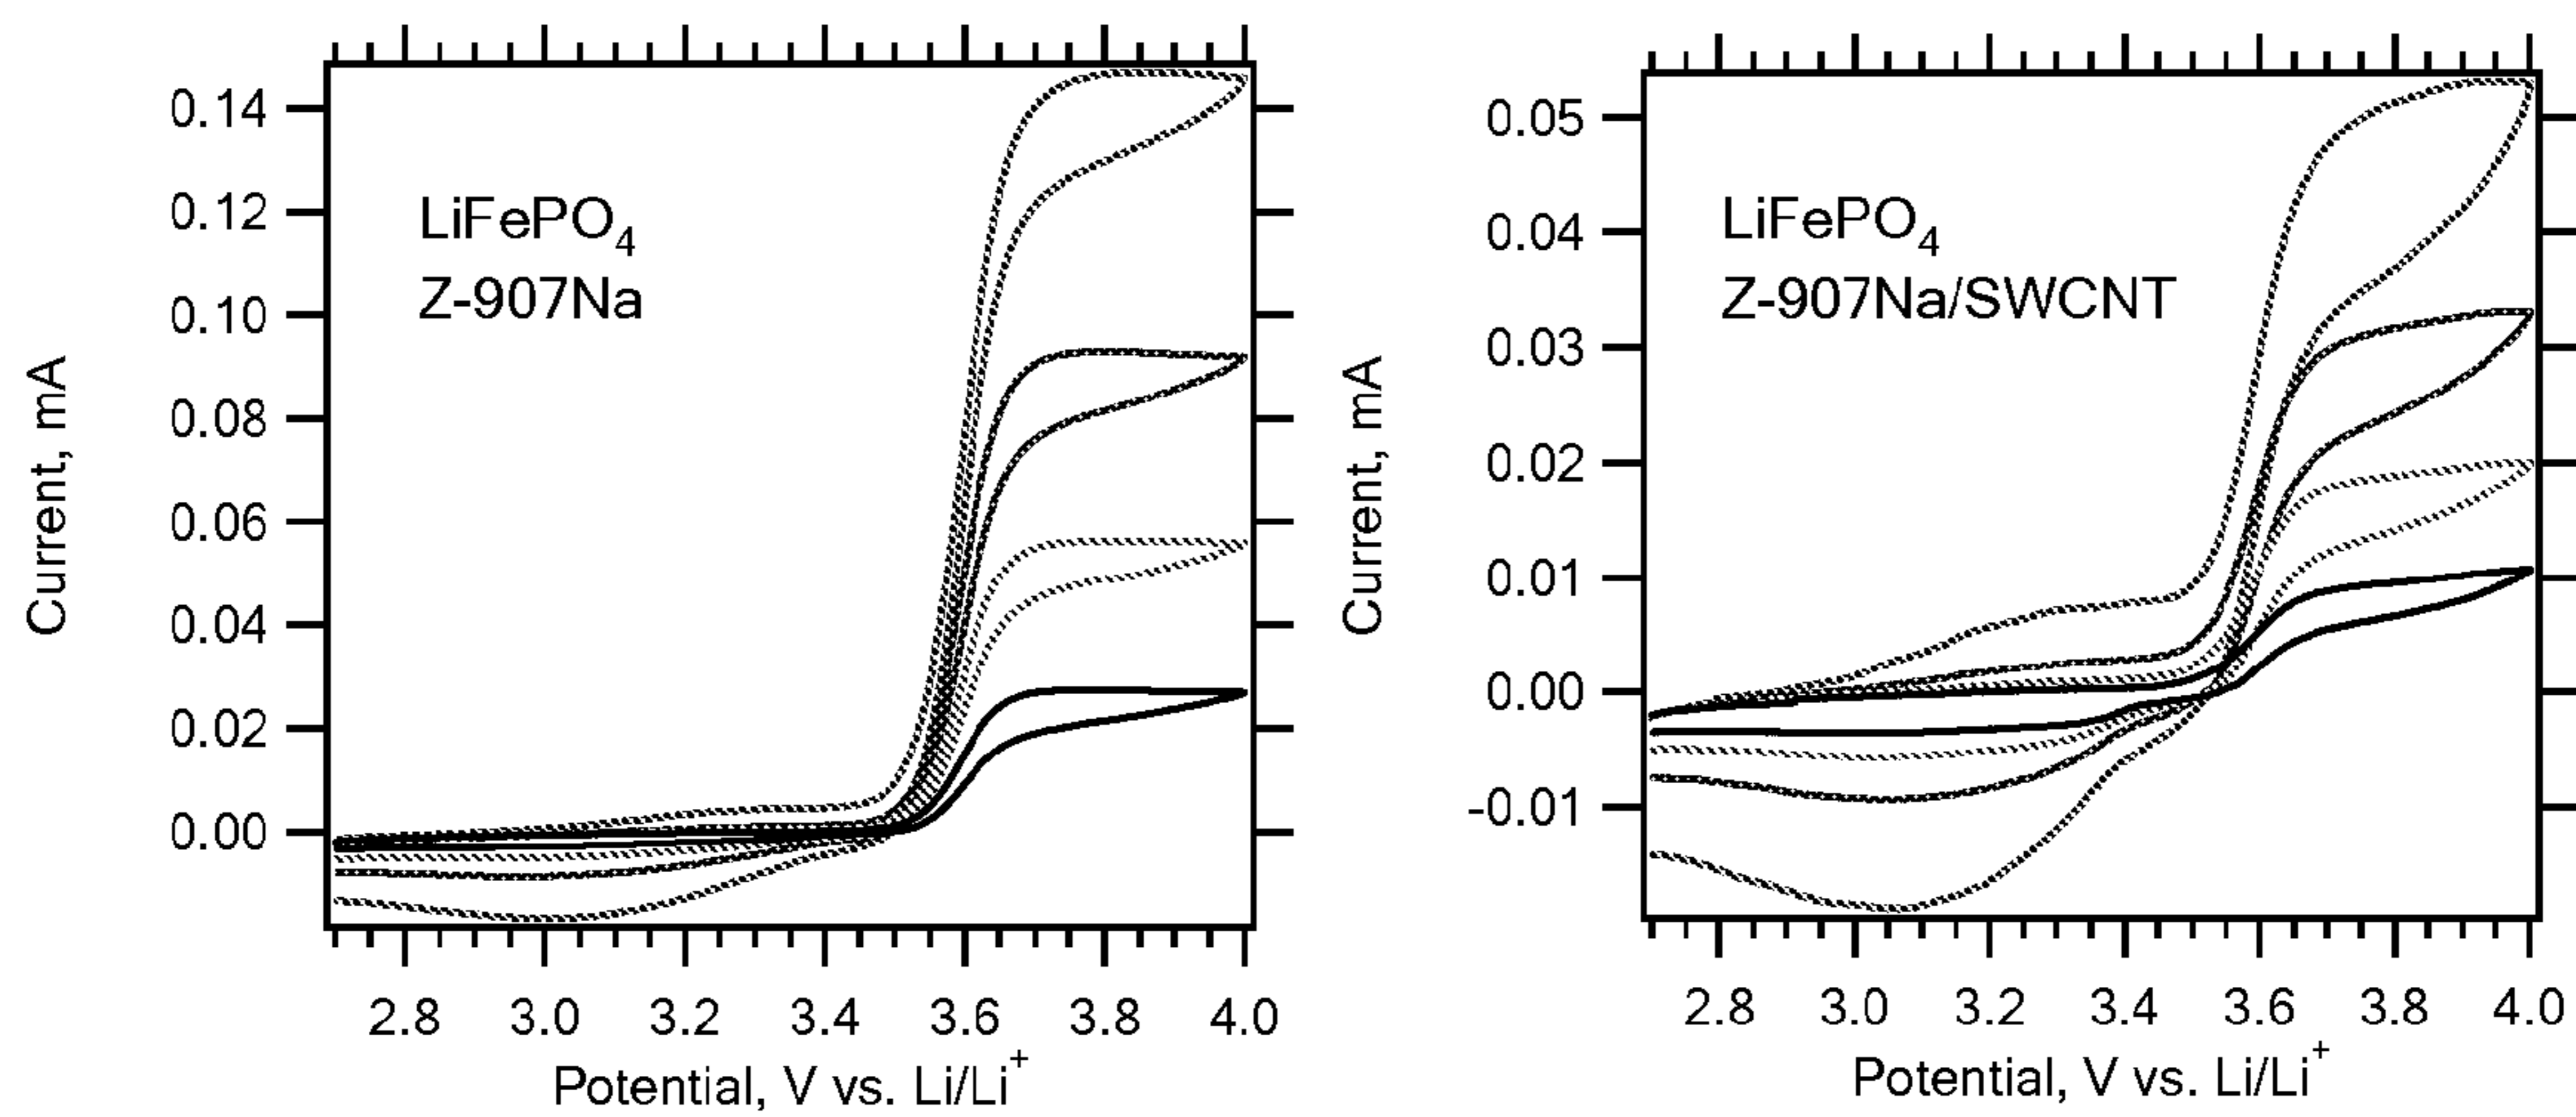 0.14
0.12
0.10
0.08
0.06
0.04
0.02
0.00
Current, mA
LiFePO4
Z-907Na
2.8 3.0 3.2 3.4 3.6 3.8 4.0
Potential, V vs. Li/Li+
0.05
0.04
0.03
0.02
0.01
0.00
-0.01
Current, mA
LiFePO4
Z-907Na/SWCNT
2.8 3.0 3.2 3.4 3.6 3.8 4.0
Potential, V vs. Li/Li+